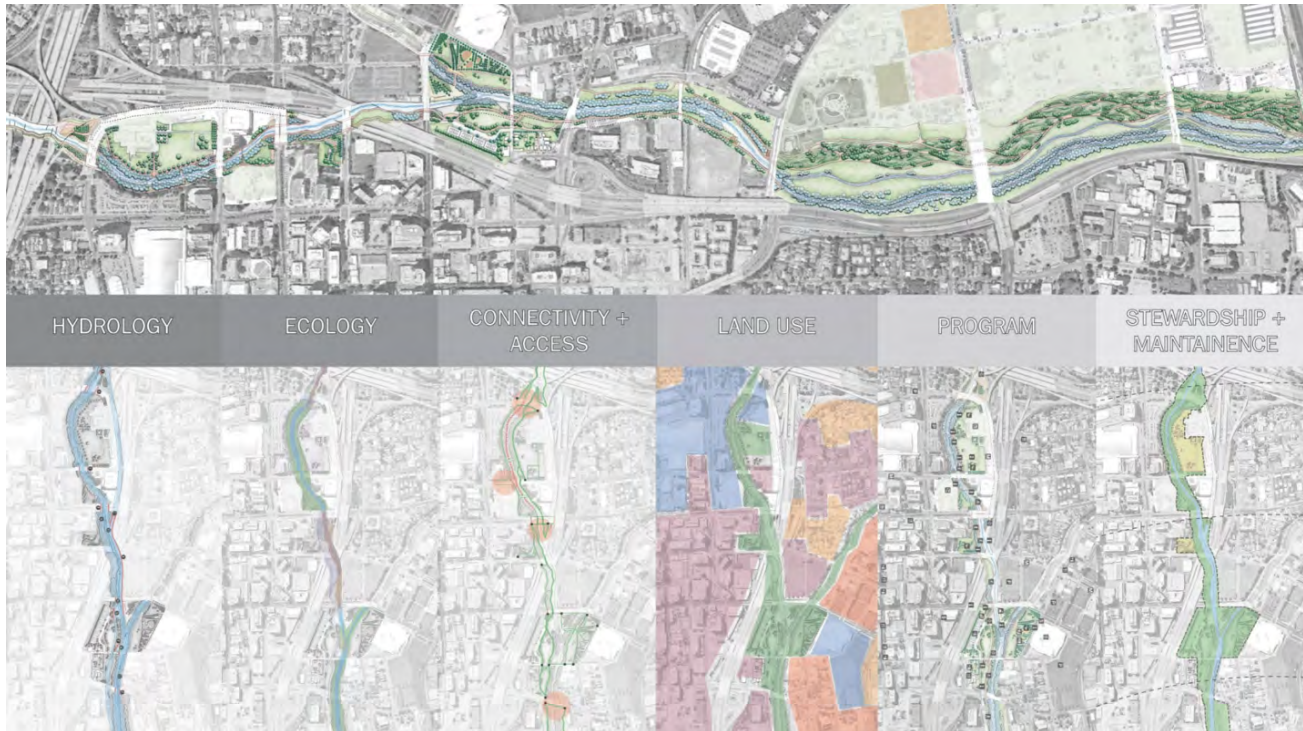 HYDROLOGY
ECOLOGY
CONNECTIVITY +
ACCESS
LAND USE
PROGRAM
STEWARDSHIP +
MAINTAINENCE